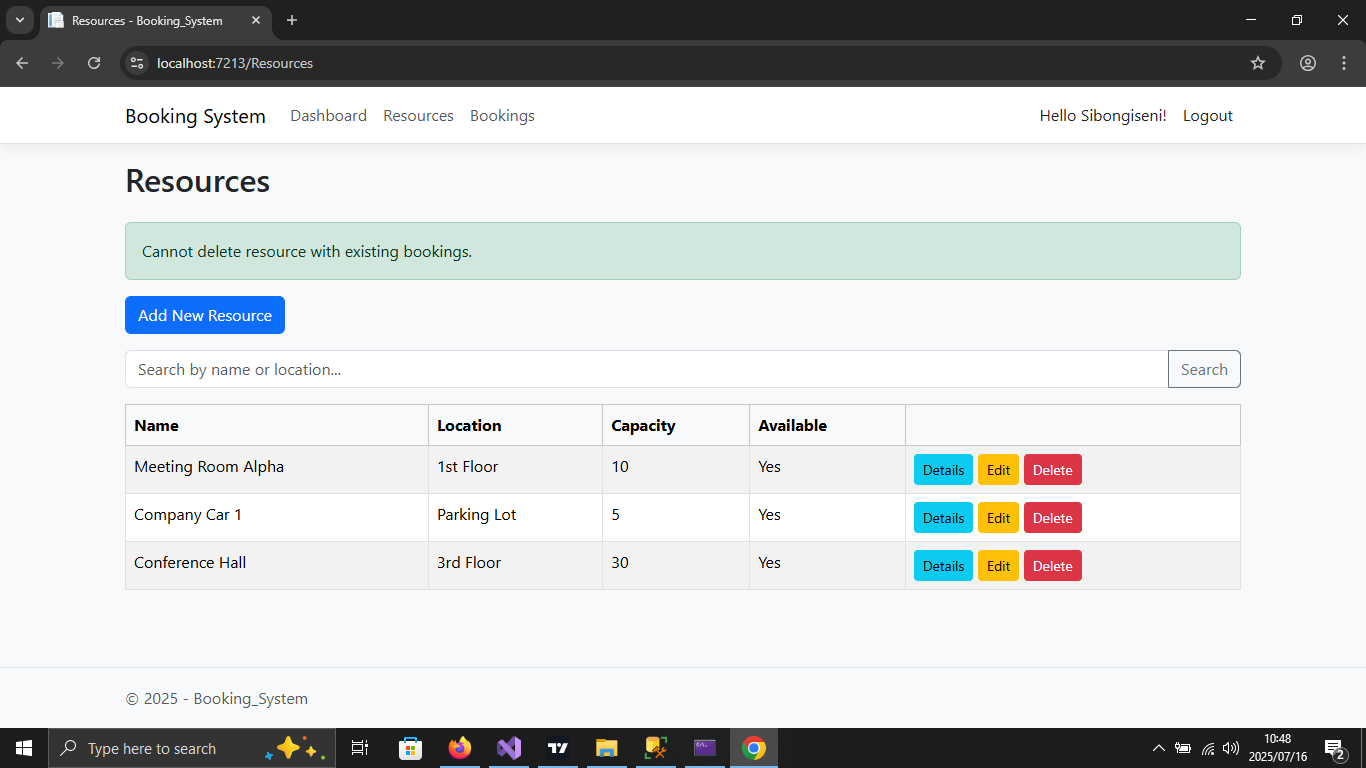 Resources - Booking_System
localhost:7213/Resources
Booking System Dashboard Resources Bookings Hello Sibongiseni! Logout
Resources
Cannot delete resource with existing bookings.
Add New Resource
Search by name or location... Search
Name Location Capacity Available
Meeting Room Alpha 1st Floor 10 Yes Details Edit Delete
Company Car 1 Parking Lot 5 Yes Details Edit Delete
Conference Hall 3rd Floor 30 Yes Details Edit Delete
© 2025 - Booking_System
Type here to search
10:48
2025/07/16
2